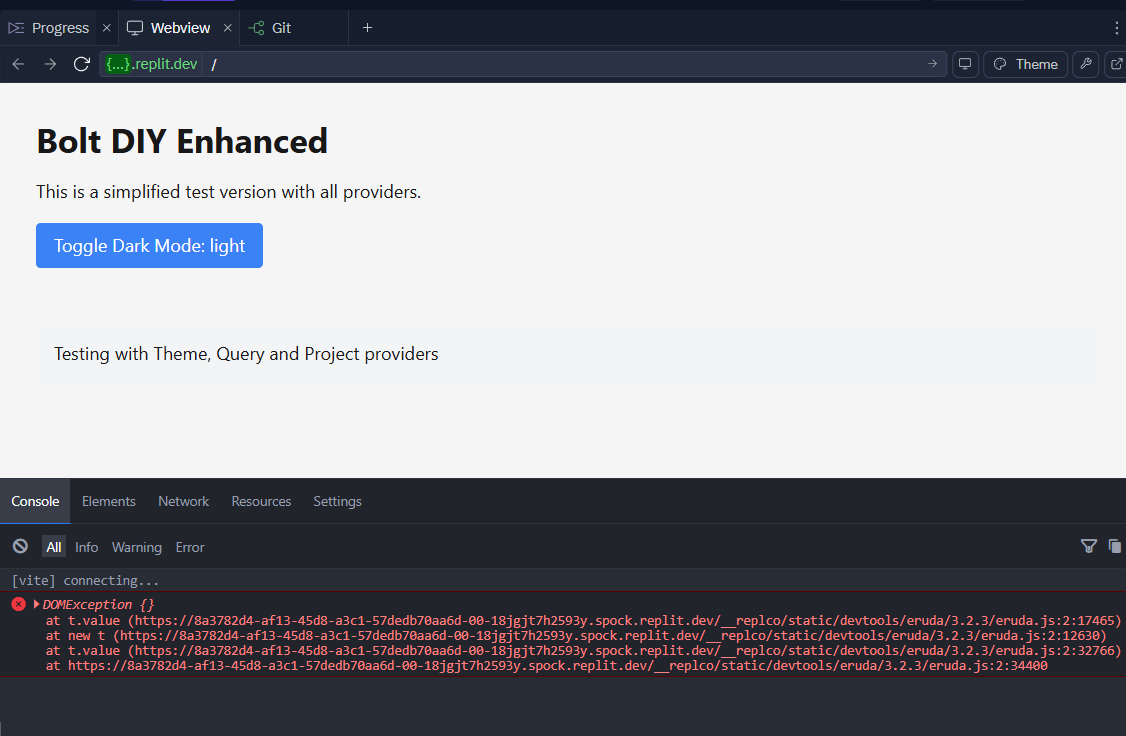 Progress
Webview
Git
{...}.replit.dev /
Theme
Bolt DIY Enhanced
This is a simplified test version with all providers.
Toggle Dark Mode: light
Testing with Theme, Query and Project providers
Console Elements Network Resources Settings
All Info Warning Error
[vite] connecting...
DOMException {}
at t.value (https://8a3782d4-af13-45d8-a3c1-57dedb70aa6d-00-18jgjt7h2593y.spock.replit.dev/__replco/static/devtools/eruda/3.2.3/eruda.js:2:17465)
at new t (https://8a3782d4-af13-45d8-a3c1-57dedb70aa6d-00-18jgjt7h2593y.spock.replit.dev/__replco/static/devtools/eruda/3.2.3/eruda.js:2:12630)
at t.value (https://8a3782d4-af13-45d8-a3c1-57dedb70aa6d-00-18jgjt7h2593y.spock.replit.dev/__replco/static/devtools/eruda/3.2.3/eruda.js:2:32766)
at https://8a3782d4-af13-45d8-a3c1-57dedb70aa6d-00-18jgjt7h2593y.spock.replit.dev/__replco/static/devtools/eruda/3.2.3/eruda.js:2:34400